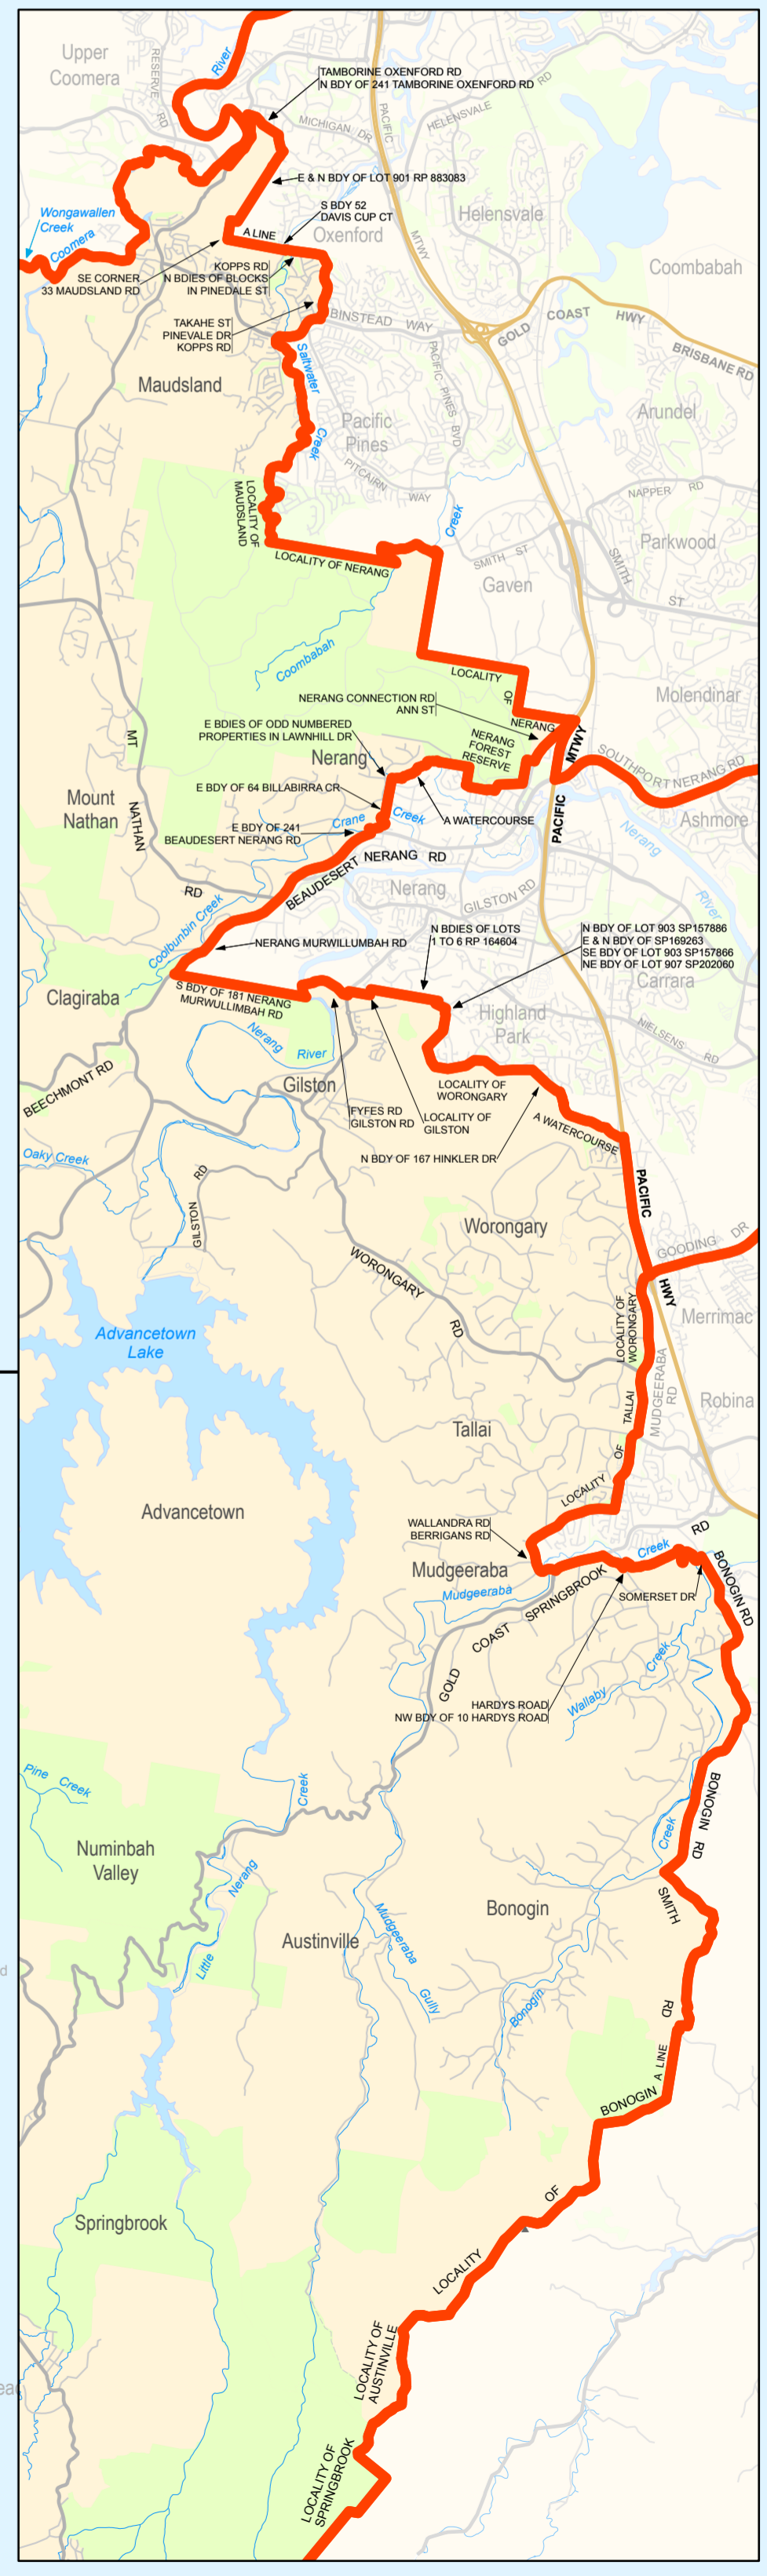 Upper
Coomera
RESERVE RD
River
TAMBORINE OXENFORD RD
N BDY OF 241 TAMBORINE OXENFORD RD
MICHIGAN DR
PACIFIC
MTWY
HELENSVALE RD
E & N BDY OF LOT 901 RP 883083
S BDY 52
DAVIS CUP CT
A LINE
Oxenford
Helensvale
Wongawallen
Creek
Coomera
Coombabah
SE CORNER
33 MAUDSLAND RD
KOPPS RD
N BDIES OF BLOCKS
IN PINEDALE ST
TAKAHE ST
PINEVALE DR
KOPPS RD
BINSTEAD WAY
GOLD COAST HWY
BRISBANE RD
PACIFIC PINES BVD
Saltwater
Creek
Maudsland
Pacific
Pines
Arundel
PITCAIRN WAY
NAPPER RD
LOCALITY OF
MAUDSLAND
Creek
SMITH ST
Parkwood
SMITH ST
LOCALITY OF NERANG
Gaven
Coombabah
LOCALITY
OF
NERANG
NERANG CONNECTION RD
ANN ST
Molendinar
E BDIES OF ODD NUMBERED
PROPERTIES IN LAWNHILL DR
NERANG
FOREST
RESERVE
MTWY
PACIFIC
SOUTHPORT NERANG RD
MT
NATHAN
RD
Nerang
Mount
Nathan
E BDY OF 64 BILLABIRRA CR
Crane
Creek
A WATERCOURSE
E BDY OF 241
BEAUDESERT NERANG RD
Ashmore
Nerang
River
BEAUDESERT NERANG RD
Nerang
GILSTON RD
Coolbunbin Creek
NERANG MURWILLUMBAH RD
N BDIES OF LOTS
1 TO 6 RP 164604
N BDY OF LOT 903 SP157886
E & N BDY OF SP169263
SE BDY OF LOT 903 SP157866
NE BDY OF LOT 907 SP202060
Clagiraba
S BDY OF 181 NERANG
MURWULLIMBAH RD
Carrara
Highland
Park
NIELSENS RD
Nerang
River
BEECHMONT RD
Gilston
LOCALITY OF
WORONGARY
FYFES RD
GILSTON RD
LOCALITY OF
GILSTON
A WATERCOURSE
N BDY OF 167 HINKLER DR
Oaky Creek
GILSTON RD
PACIFIC
HWY
Worongary
GOODING DR
WORONGARY
RD
Merrimac
LOCALITY OF
WORONGARY
Advancetown
Lake
MUDGEERABA
RD
Robina
Tallai
LOCALITY OF TALLAI
Advancetown
WALLANDRA RD
BERRIGANS RD
Mudgeeraba
Creek
RD
BONOGIN RD
SOMERSET DR
Mudgeeraba
GOLD COAST SPRINGBROOK
Wallaby Creek
HARDYS ROAD
NW BDY OF 10 HARDYS ROAD
Pine Creek
Creek
BONOGIN RD
Creek
Numinbah
Valley
Nerang
Little
SMITH
RD
Bonogin
Austinville
Mudgeeraba
Gully
Bonogin
A LINE
BONOGIN
OF
LOCALITY
Springbrook
LOCALITY OF
AUSTINVILLE
LOCALITY OF
SPRINGBROOK